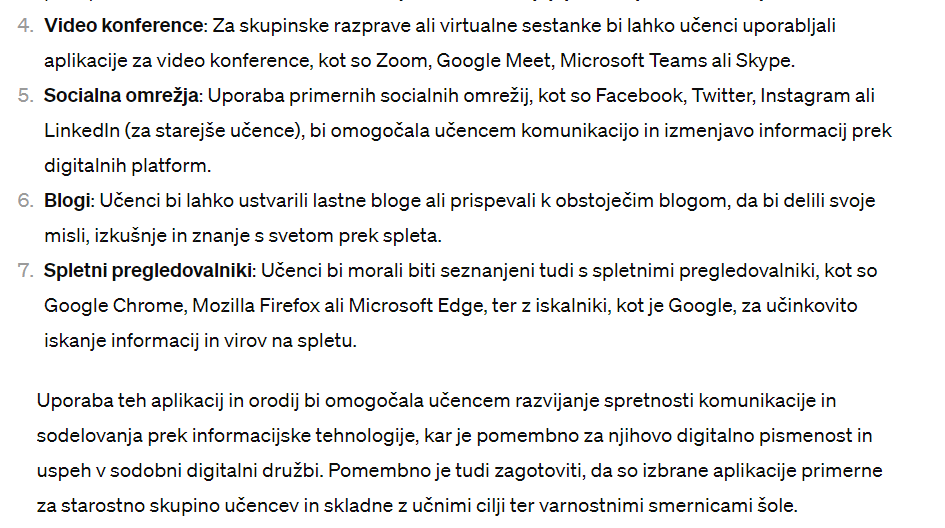 4. Video konference: Za skupinske razprave ali virtualne sestanke bi lahko učenci uporabljali
aplikacije za video konference, kot so Zoom, Google Meet, Microsoft Teams ali Skype.
5. Socialna omrežja: Uporaba primernih socialnih omrežij, kot so Facebook, Twitter, Instagram ali
LinkedIn (za starejše učence), bi omogočala učencem komunikacijo in izmenjavo informacij prek
digitalnih platform.
6. Blogi: Učenci bi lahko ustvarili lastne bloge ali prispevali k obstoječim blogom, da bi delili svoje
misli, izkušnje in znanje s svetom prek spleta.
7. Spletni pregledovalniki: Učenci bi morali biti seznanjeni tudi s spletnimi pregledovalniki, kot so
Google Chrome, Mozilla Firefox ali Microsoft Edge, ter z iskalniki, kot je Google, za učinkovito
iskanje informacij in virov na spletu.
Uporaba teh aplikacij in orodij bi omogočala učencem razvijanje spretnosti komunikacije in
sodelovanja prek informacijske tehnologije, kar je pomembno za njihovo digitalno pismenost in
uspeh v sodobni digitalni družbi. Pomembno je tudi zagotoviti, da so izbrane aplikacije primerne
za starostno skupino učencev in skladne z učnimi cilji ter varnostnimi smernicami šole.